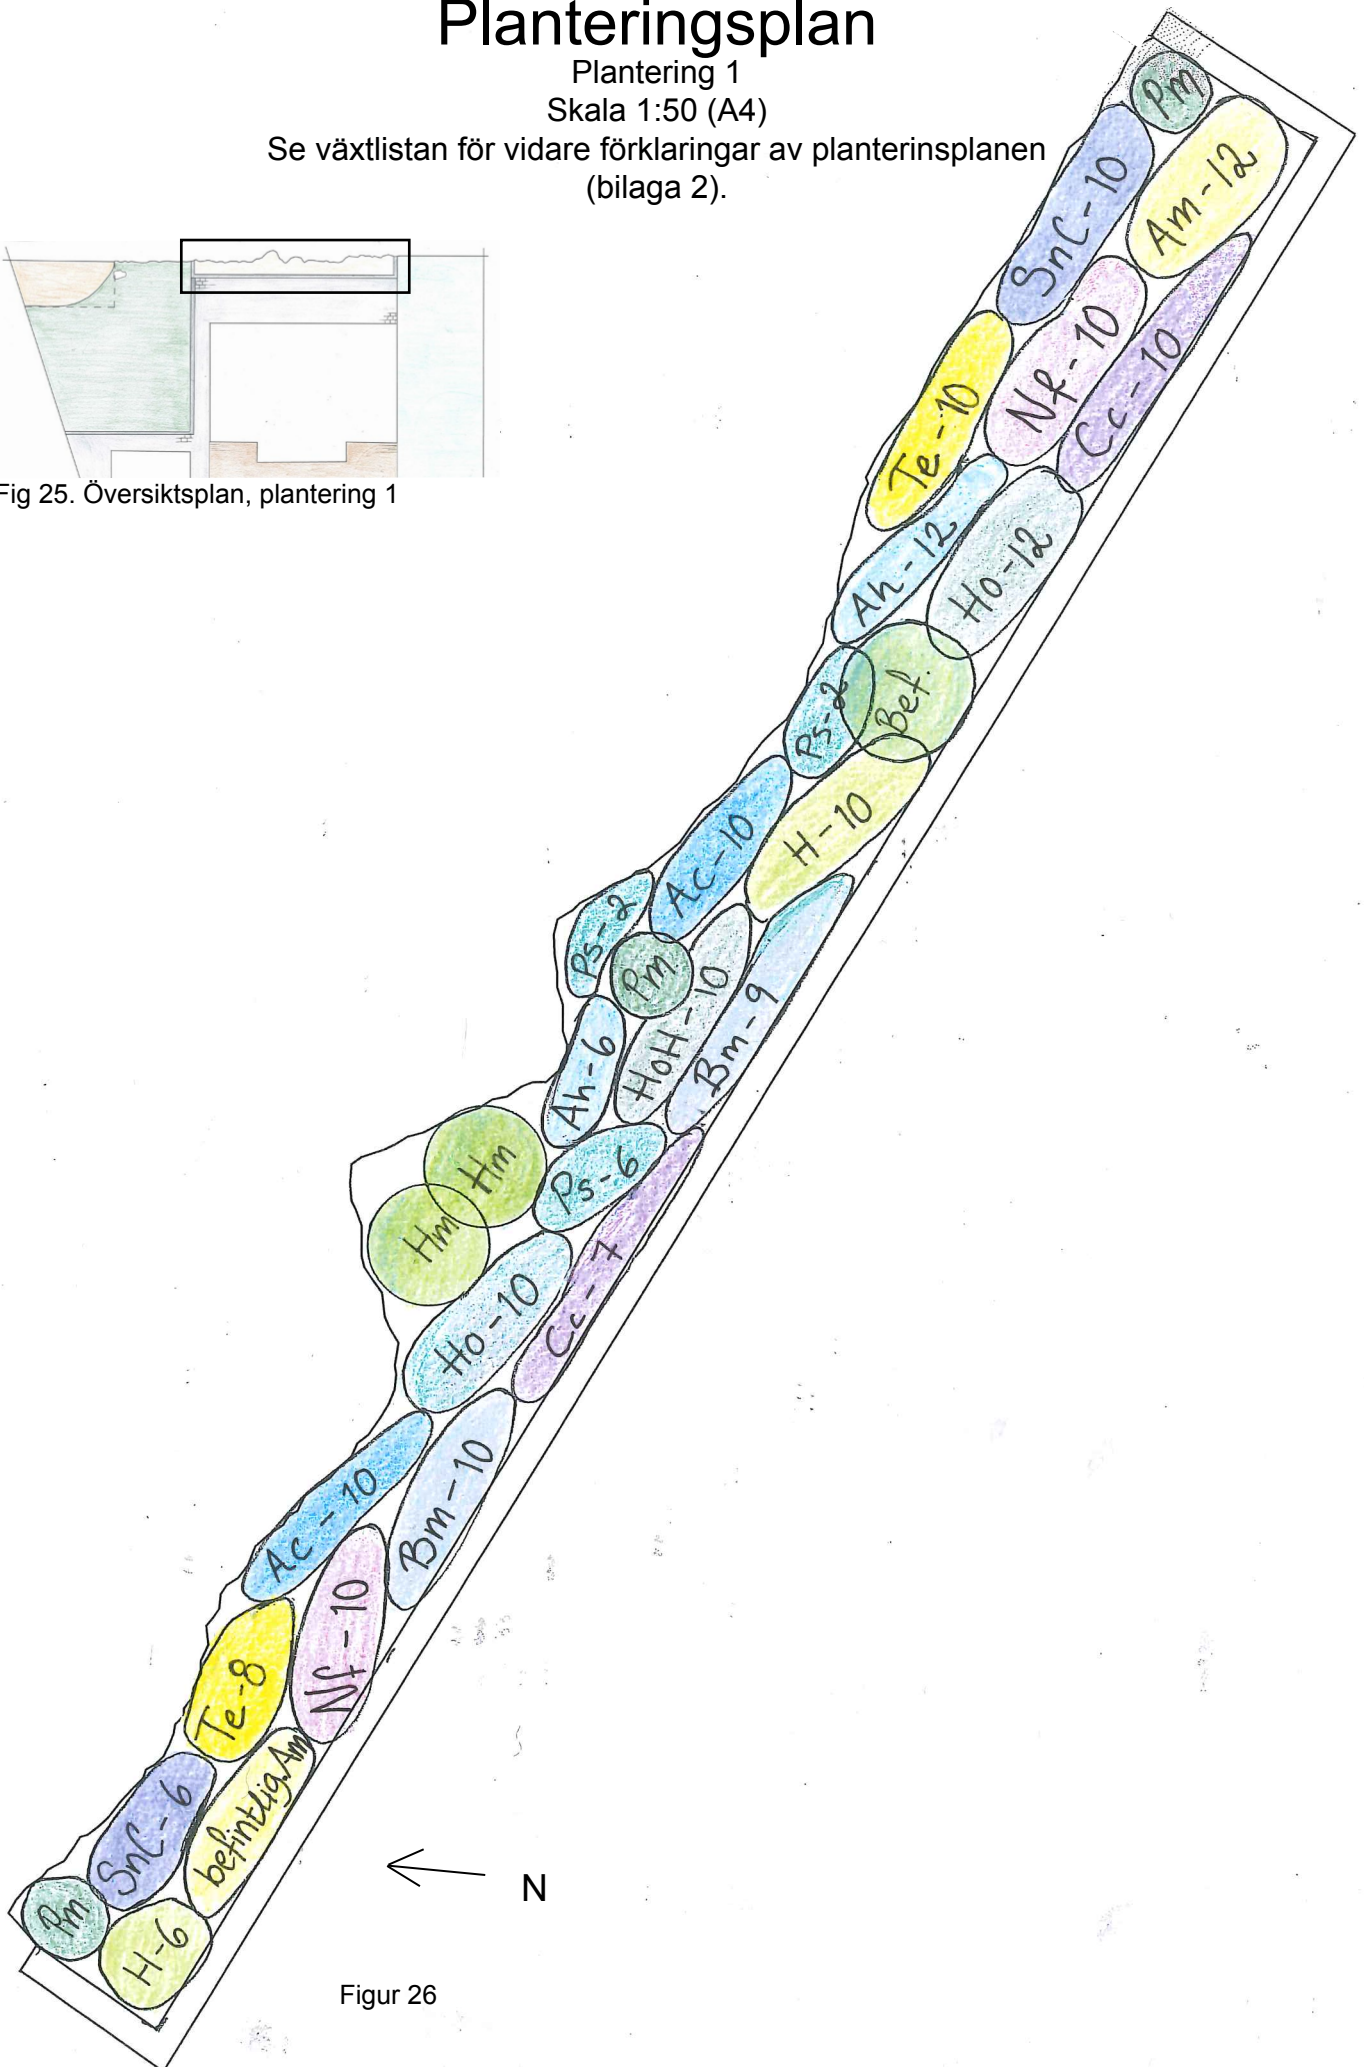 Planteringsplan
Plantering 1
Skala 1:50 (A4)
Se växtlistan för vidare förklaringar av planterinsplanen
(bilaga 2).
Fig 25. Översiktsplan, plantering 1
Pm
Am-12
SnC-10
Nf-10
Cc-10
Te-10
Ah-12
Ho-12
Bef.
Ps-2
H-10
Ac-10
Ps-2
Pm
HoH-10
Bm-9
Ah-6
Hm
Ps-6
Hm
Cc-7
Ho-10
Bm-10
Ac-10
Nf-10
Te-8
befintlig.Am
SnC-6
Pm
H-6
N
Figur 26